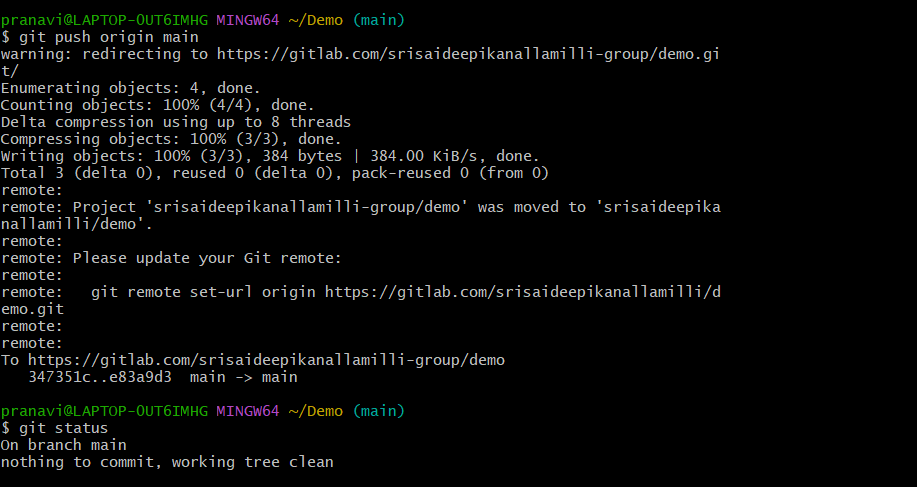 pranavi@LAPTOP-OUT6IMHG MINGW64 ~/Demo (main)
$ git push origin main
warning: redirecting to https://gitlab.com/srisaideepikanallamilli-group/demo.gi
t/
Enumerating objects: 4, done.
Counting objects: 100% (4/4), done.
Delta compression using up to 8 threads
Compressing objects: 100% (3/3), done.
Writing objects: 100% (3/3), 384 bytes | 384.00 KiB/s, done.
Total 3 (delta 0), reused 0 (delta 0), pack-reused 0 (from 0)
remote:
remote: Project 'srisaideepikanallamilli-group/demo' was moved to 'srisaideepika
nallamilli/demo'.
remote:
remote: Please update your Git remote:
remote:
remote:   git remote set-url origin https://gitlab.com/srisaideepikanallamilli/d
emo.git
remote:
remote:
To https://gitlab.com/srisaideepikanallamilli-group/demo
   347351c..e83a9d3  main -> main
pranavi@LAPTOP-OUT6IMHG MINGW64 ~/Demo (main)
$ git status
On branch main
nothing to commit, working tree clean